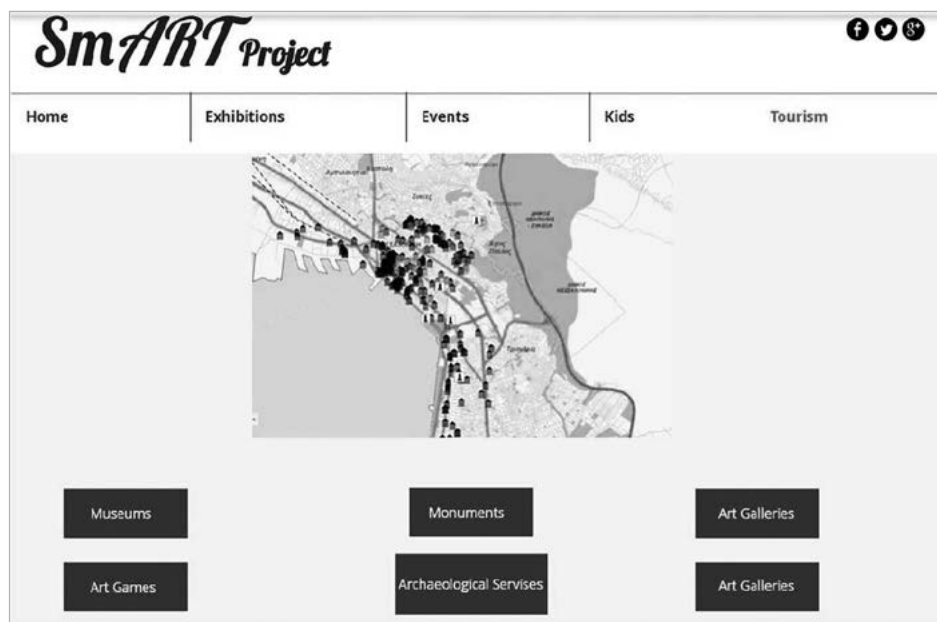 SmART Project
f g+
Home Exhibitions Events Kids Tourism
Museums Monuments Art Galleries
Art Games Archaeological Servises Art Galleries